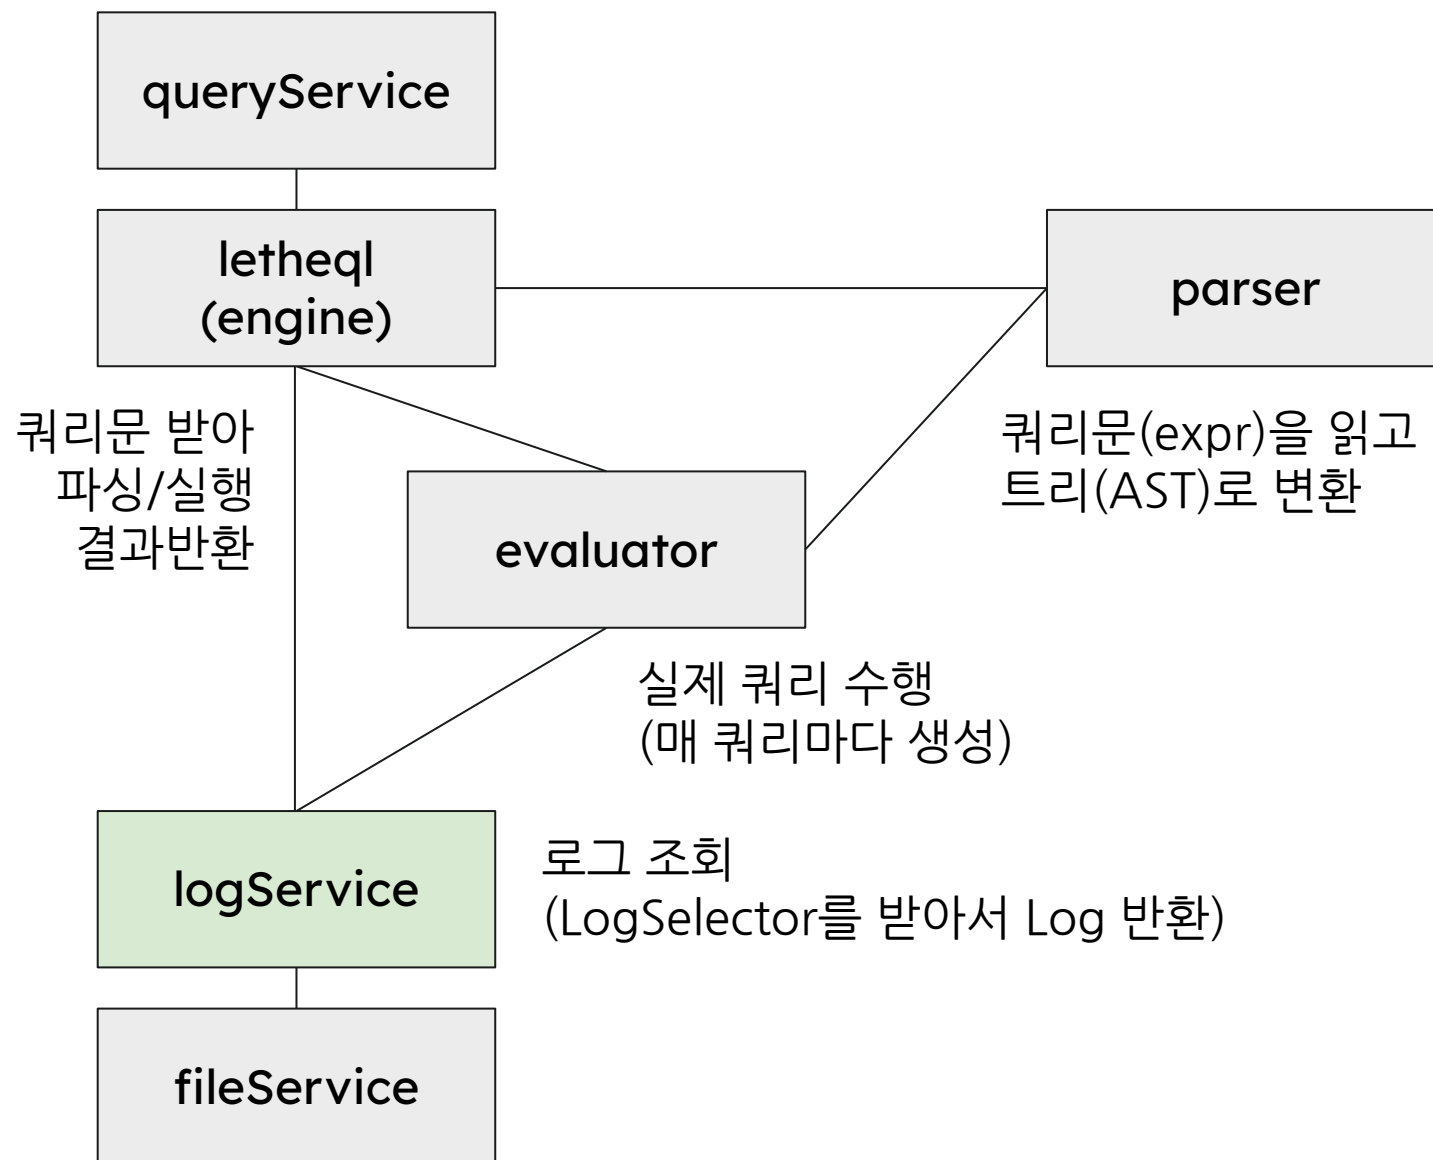 queryService
letheql
(engine)
parser
쿼리문 받아
파싱/실행
결과반환
쿼리문(expr)을 읽고
트리(AST)로 변환
evaluator
실제 쿼리 수행
(매 쿼리마다 생성)
logService
로그 조회
(LogSelector를 받아서 Log 반환)
fileService